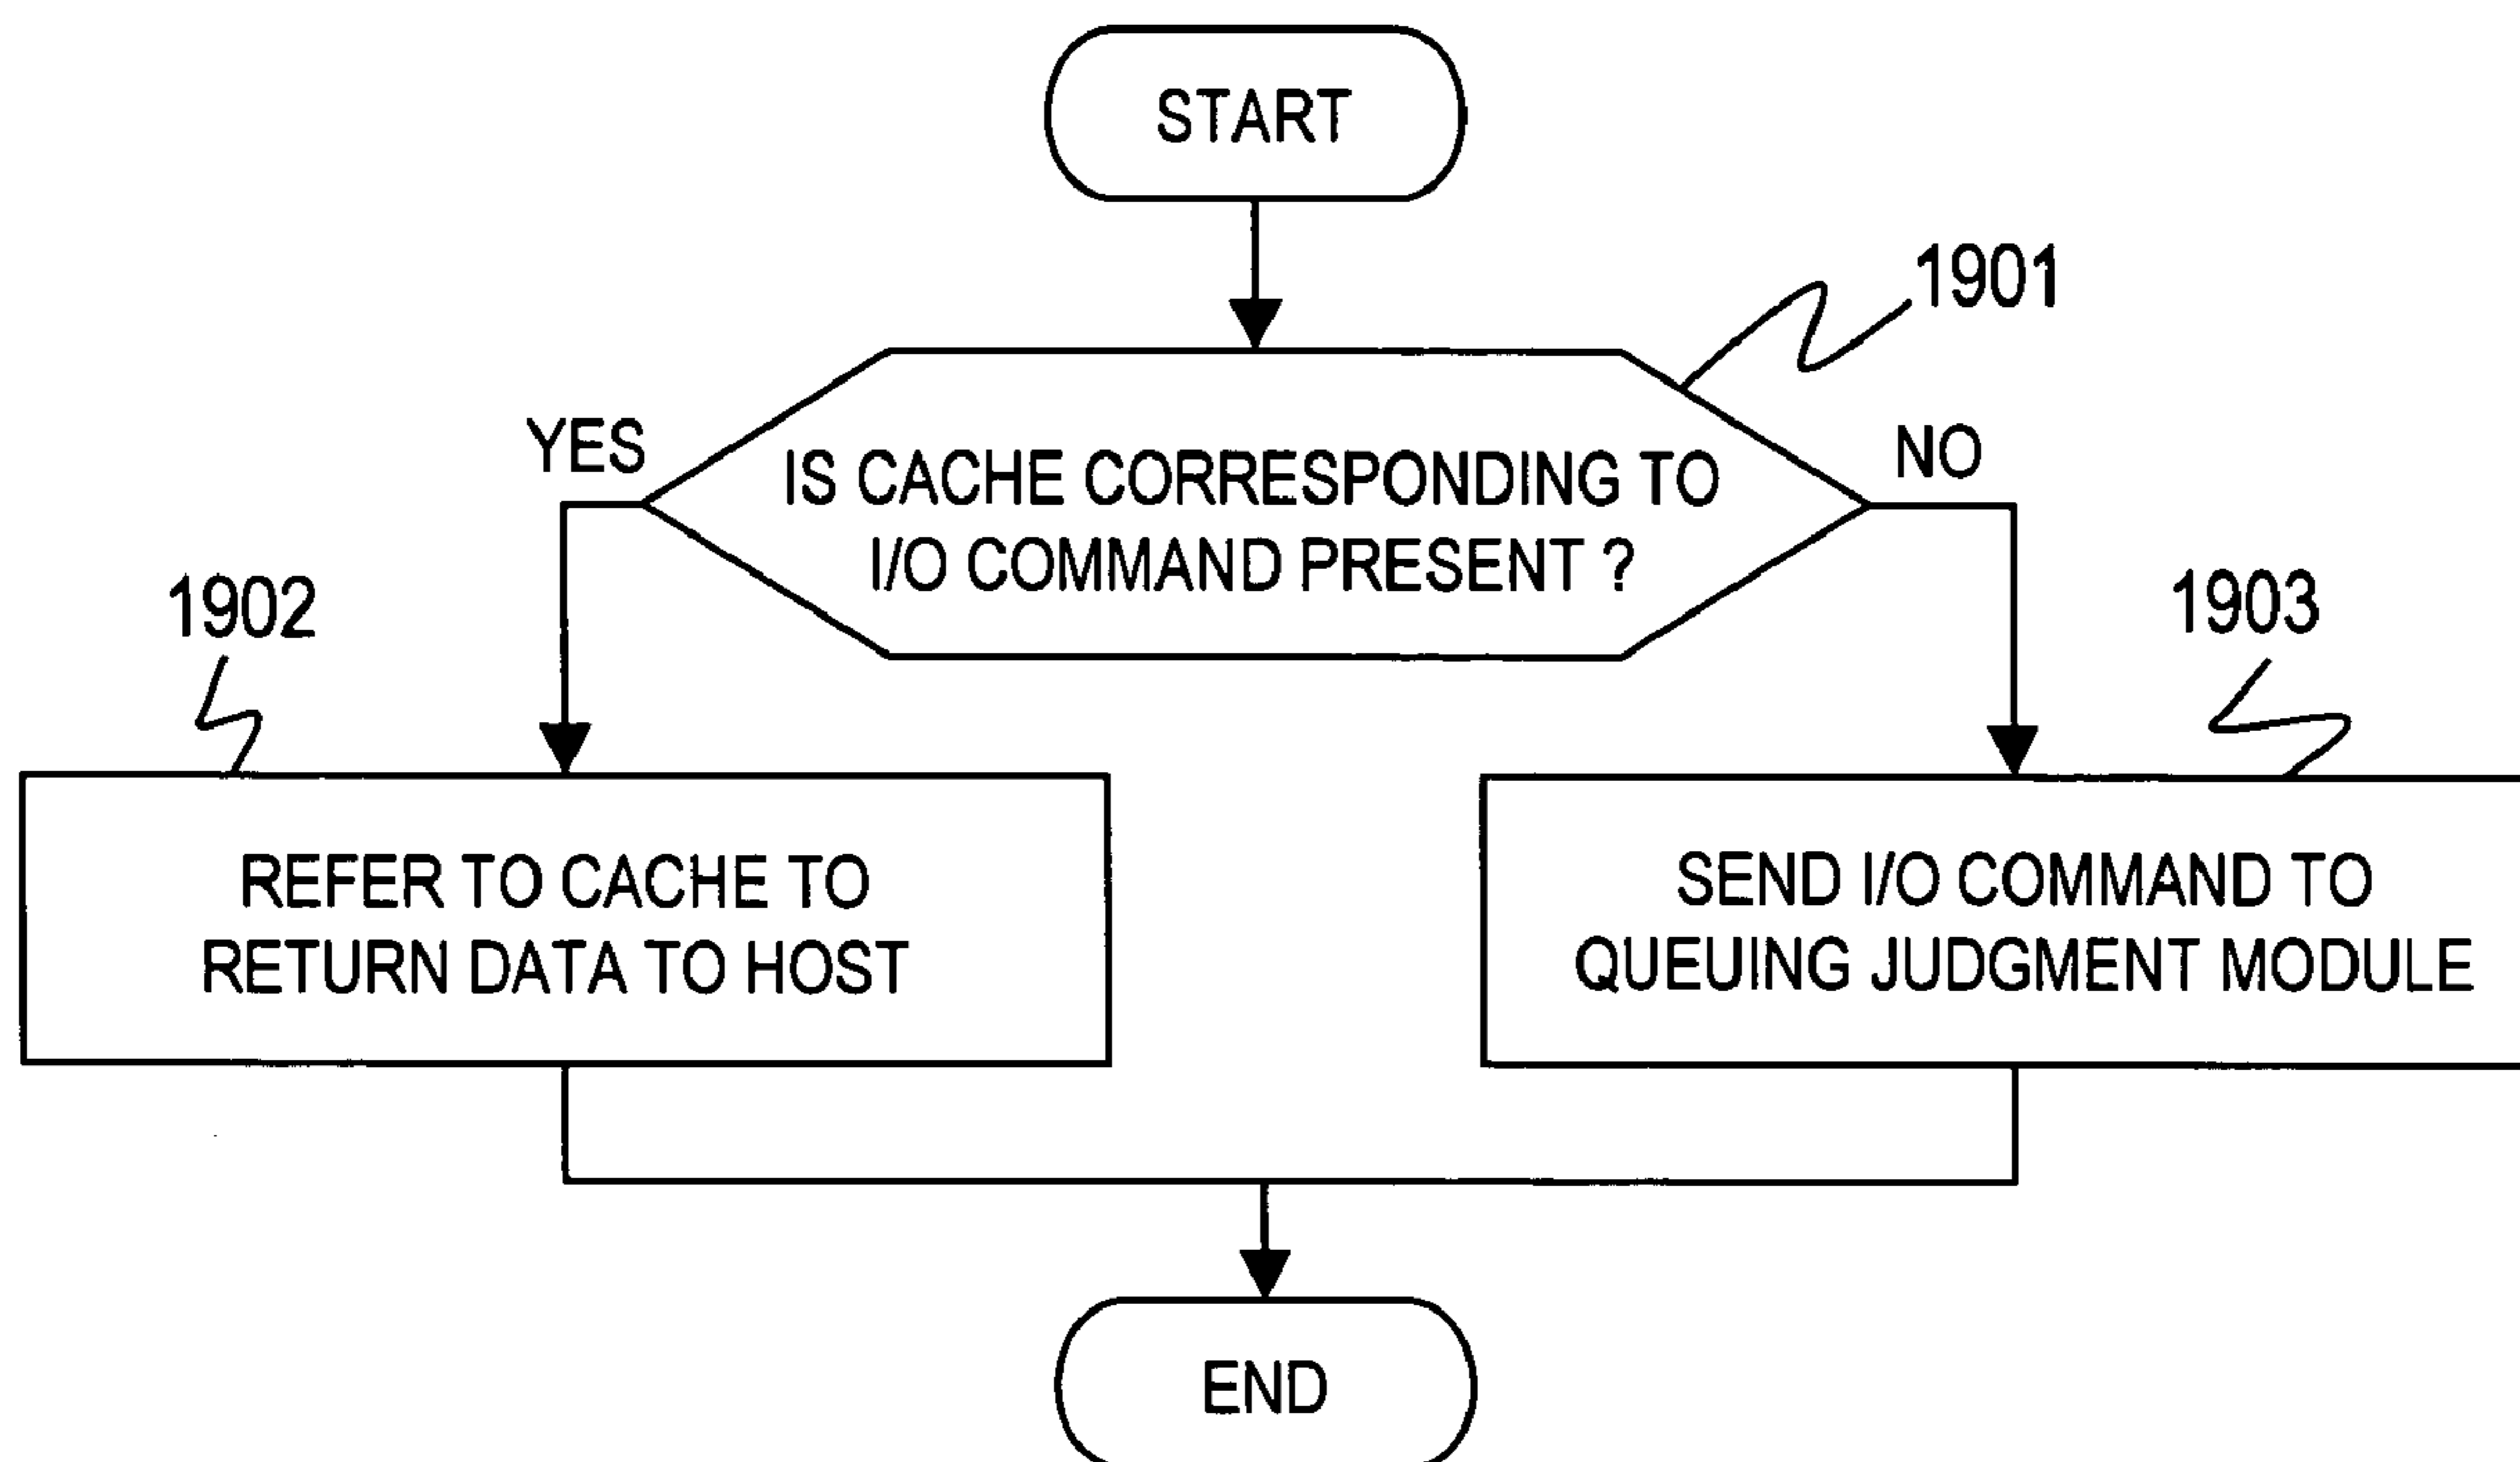 START
1901
YES
NO
IS CACHE CORRESPONDING TO
I/O COMMAND PRESENT ?
1902
1903
REFER TO CACHE TO
RETURN DATA TO HOST
SEND I/O COMMAND TO
QUEUING JUDGMENT MODULE
END